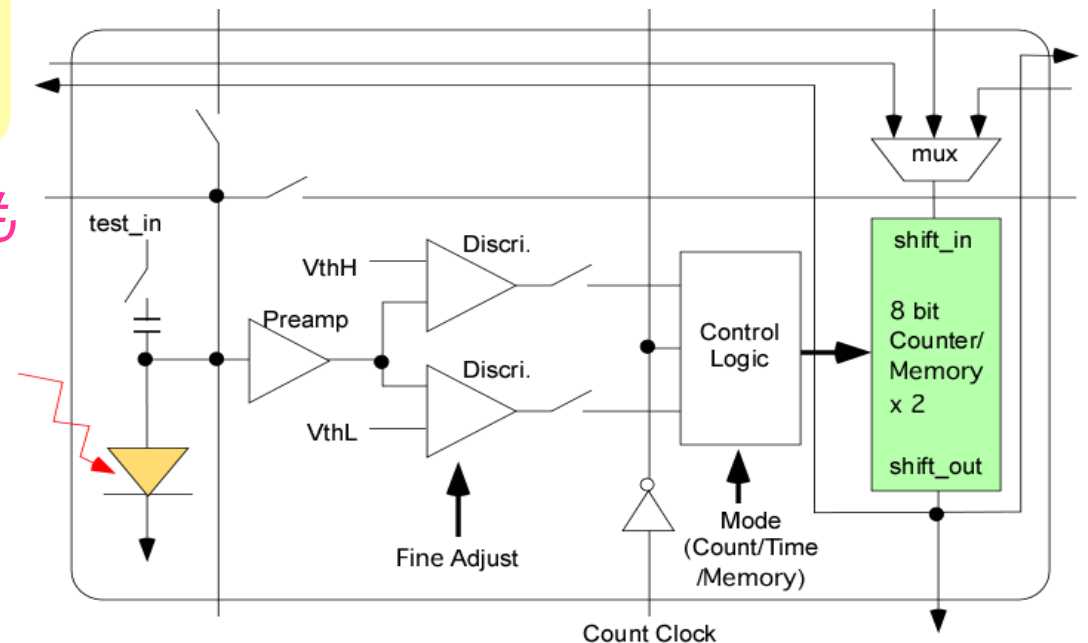 も
mux
test_in
shift_in
Discri.
VthH
8 bit
Counter/
Memory
x 2
Preamp
Control
Logic
Discri.
VthL
shift_out
Mode
(Count/Time
/Memory)
Fine Adjust
Count Clock